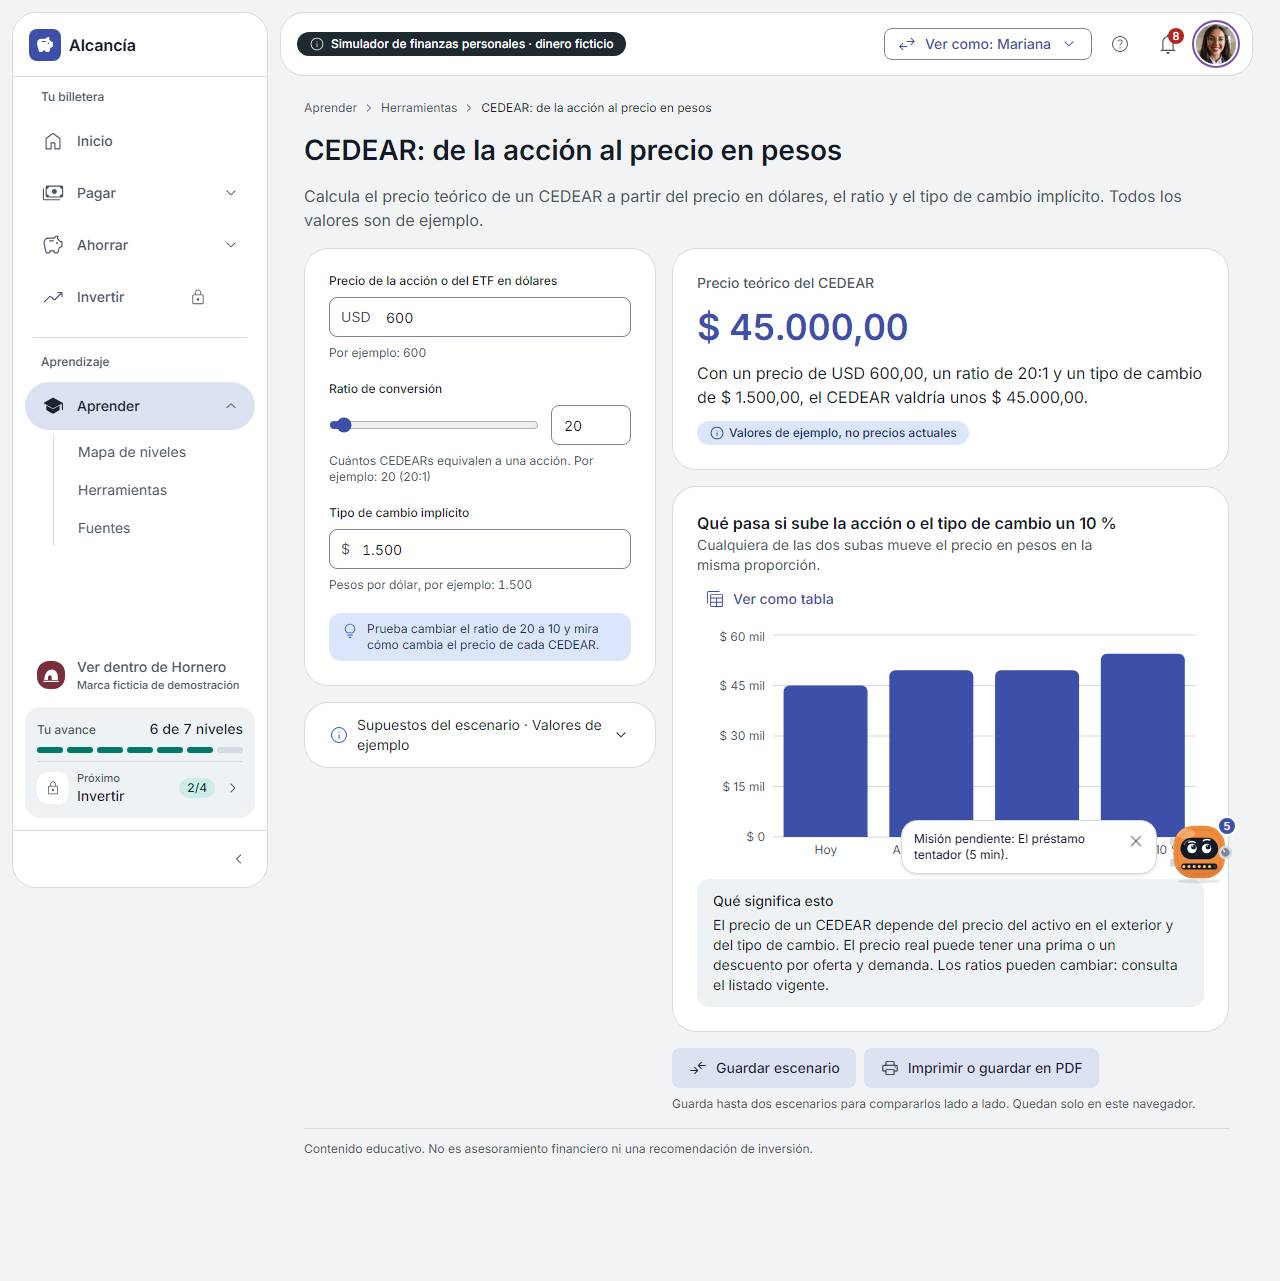 Alcancía
Tu billetera
Inicio
Pagar
Ahorrar
Invertir
Aprendizaje
Aprender
Mapa de niveles
Herramientas
Fuentes
Ver dentro de Hornero
Marca ficticia de demostración
Tu avance 6 de 7 niveles
Próximo
Invertir
2/4
Simulador de finanzas personales · dinero ficticio
Ver como: Mariana
8
Aprender > Herramientas > CEDEAR: de la acción al precio en pesos
CEDEAR: de la acción al precio en pesos
Calcula el precio teórico de un CEDEAR a partir del precio en dólares, el ratio y el tipo de cambio implícito. Todos los
valores son de ejemplo.
Precio de la acción o del ETF en dólares
USD 600
Por ejemplo: 600
Ratio de conversión
20
Cuántos CEDEARs equivalen a una acción. Por
ejemplo: 20 (20:1)
Tipo de cambio implícito
$ 1.500
Pesos por dólar, por ejemplo: 1.500
Prueba cambiar el ratio de 20 a 10 y mira
cómo cambia el precio de cada CEDEAR.
Supuestos del escenario · Valores de
ejemplo
Precio teórico del CEDEAR
$ 45.000,00
Con un precio de USD 600,00, un ratio de 20:1 y un tipo de cambio
de $ 1.500,00, el CEDEAR valdría unos $ 45.000,00.
Valores de ejemplo, no precios actuales
Qué pasa si sube la acción o el tipo de cambio un 10 %
Cualquiera de las dos subas mueve el precio en pesos en la
misma proporción.
Ver como tabla
$ 60 mil
$ 45 mil
$ 30 mil
$ 15 mil
$ 0
Hoy
Misión pendiente: El préstamo
tentador (5 min).
5
Qué significa esto
El precio de un CEDEAR depende del precio del activo en el exterior y
del tipo de cambio. El precio real puede tener una prima o un
descuento por oferta y demanda. Los ratios pueden cambiar: consulta
el listado vigente.
Guardar escenario
Imprimir o guardar en PDF
Guarda hasta dos escenarios para compararlos lado a lado. Quedan solo en este navegador.
Contenido educativo. No es asesoramiento financiero ni una recomendación de inversión.